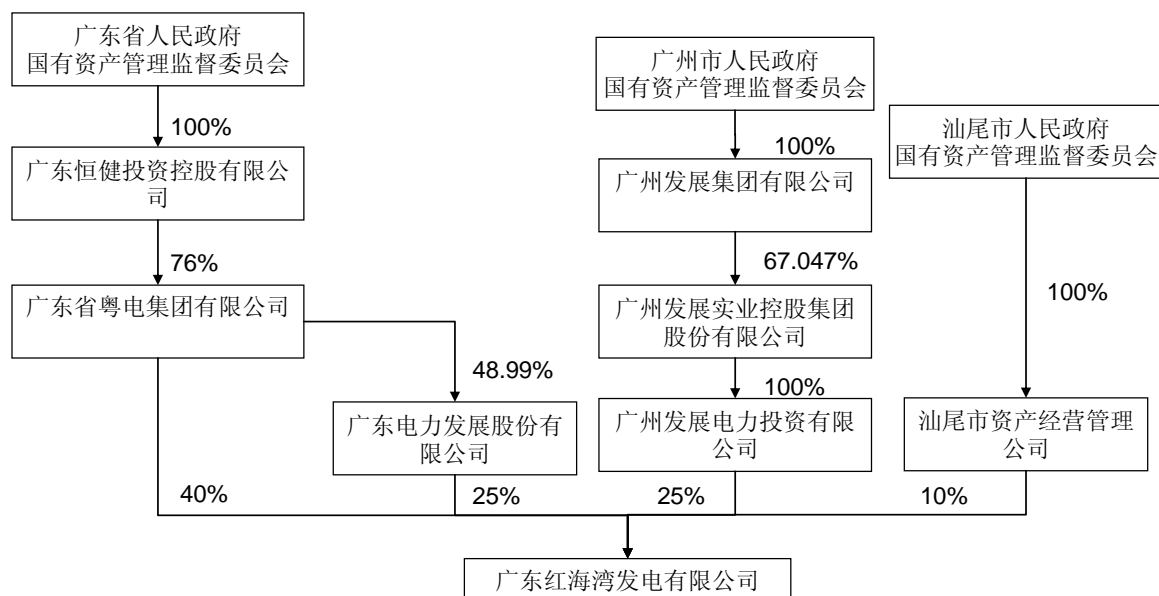 广东省人民政府
国有资产管理监督委员会
广州市人民政府
国有资产管理监督委员会
汕尾市人民政府
国有资产管理监督委员会
100%
100%
广东恒健投资控股有限公
司
广州发展集团有限公司
76%
67.047%
100%
广东省粤电集团有限公司
广州发展实业控股集团
股份有限公司
48.99%
100%
广东电力发展股份有
限公司
广州发展电力投资有限
公司
汕尾市资产经营管理
公司
40%
25%
25%
10%
广东红海湾发电有限公司